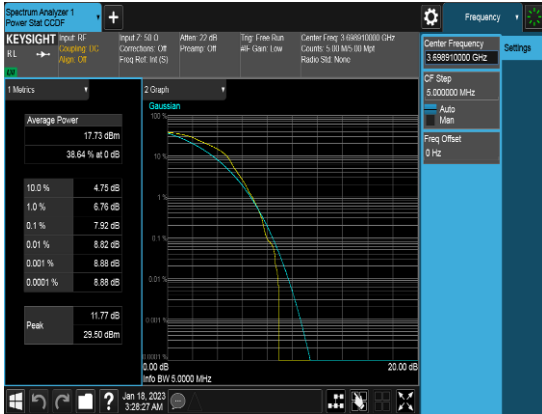 Spectrum Analyzer 1
Power Stat CCDF
Frequency
KEYSIGHT
RL
Input: RF
Coupling: DC
Align: Off
Input Z: 50 Ω
Corrections: Off
Freq Ref: Int (S)
Atten: 22 dB
Preamp: Off
Trig: Free Run
#IF Gain: Low
Center Freq: 3.698910000 GHz
Counts: 5.00 M/5.00 Mpt
Radio Std: None
Center Frequency
3.698910000 GHz
Settings
CF Step
5.000000 MHz
Auto
Man
Freq Offset
0 Hz
1 Metrics
2 Graph
Gaussian
Average Power
17.73 dBm
38.64 % at 0 dB
10.0 % 4.75 dB
1.0 % 6.76 dB
0.1 % 7.92 dB
0.01 % 8.82 dB
0.001 % 8.88 dB
0.0001 % 8.88 dB
Peak
11.77 dB
29.50 dBm
100 %
10 %
1 %
0.1 %
0.01 %
0.001 %
0.0001 %
0.00 dB
20.00 dB
Info BW 5.0000 MHz
Jan 18, 2023
3:28:27 AM